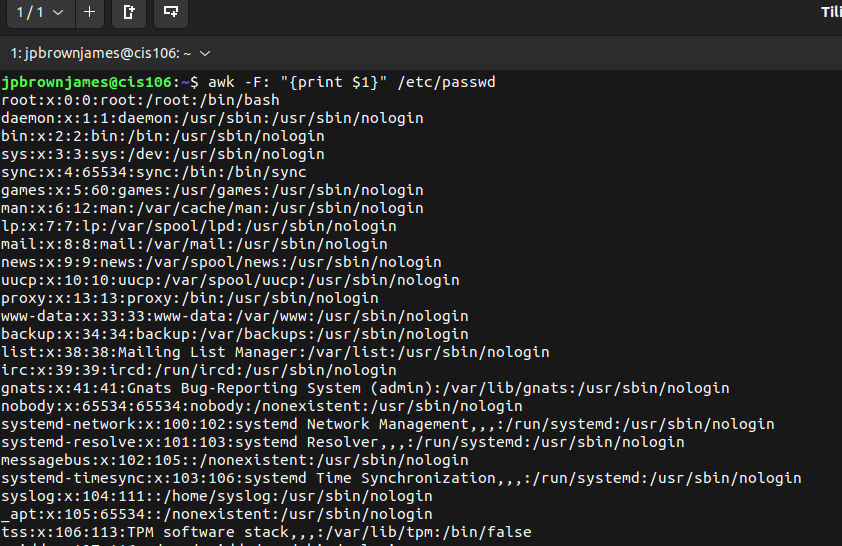 1 / 1
Tili
1: jpbrownjames@cis106: ~
jpbrownjames@cis106:~$ awk -F: "{print $1}" /etc/passwd
root:x:0:0:root:/root:/bin/bash
daemon:x:1:1:daemon:/usr/sbin:/usr/sbin/nologin
bin:x:2:2:bin:/bin:/usr/sbin/nologin
sys:x:3:3:sys:/dev:/usr/sbin/nologin
sync:x:4:65534:sync:/bin:/bin/sync
games:x:5:60:games:/usr/games:/usr/sbin/nologin
man:x:6:12:man:/var/cache/man:/usr/sbin/nologin
lp:x:7:7:lp:/var/spool/lpd:/usr/sbin/nologin
mail:x:8:8:mail:/var/mail:/usr/sbin/nologin
news:x:9:9:news:/var/spool/news:/usr/sbin/nologin
uucp:x:10:10:uucp:/var/spool/uucp:/usr/sbin/nologin
proxy:x:13:13:proxy:/bin:/usr/sbin/nologin
www-data:x:33:33:www-data:/var/www:/usr/sbin/nologin
backup:x:34:34:backup:/var/backups:/usr/sbin/nologin
list:x:38:38:Mailing List Manager:/var/list:/usr/sbin/nologin
irc:x:39:39:ircd:/run/ircd:/usr/sbin/nologin
gnats:x:41:41:Gnats Bug-Reporting System (admin):/var/lib/gnats:/usr/sbin/nologin
nobody:x:65534:65534:nobody:/nonexistent:/usr/sbin/nologin
systemd-network:x:100:102:systemd Network Management,,,:/run/systemd:/usr/sbin/nologin
systemd-resolve:x:101:103:systemd Resolver,,,:/run/systemd:/usr/sbin/nologin
messagebus:x:102:105::/nonexistent:/usr/sbin/nologin
systemd-timesync:x:103:106:systemd Time Synchronization,,,:/run/systemd:/usr/sbin/nologin
syslog:x:104:111::/home/syslog:/usr/sbin/nologin
_apt:x:105:65534::/nonexistent:/usr/sbin/nologin
tss:x:106:113:TPM software stack,,,:/var/lib/tpm:/bin/false